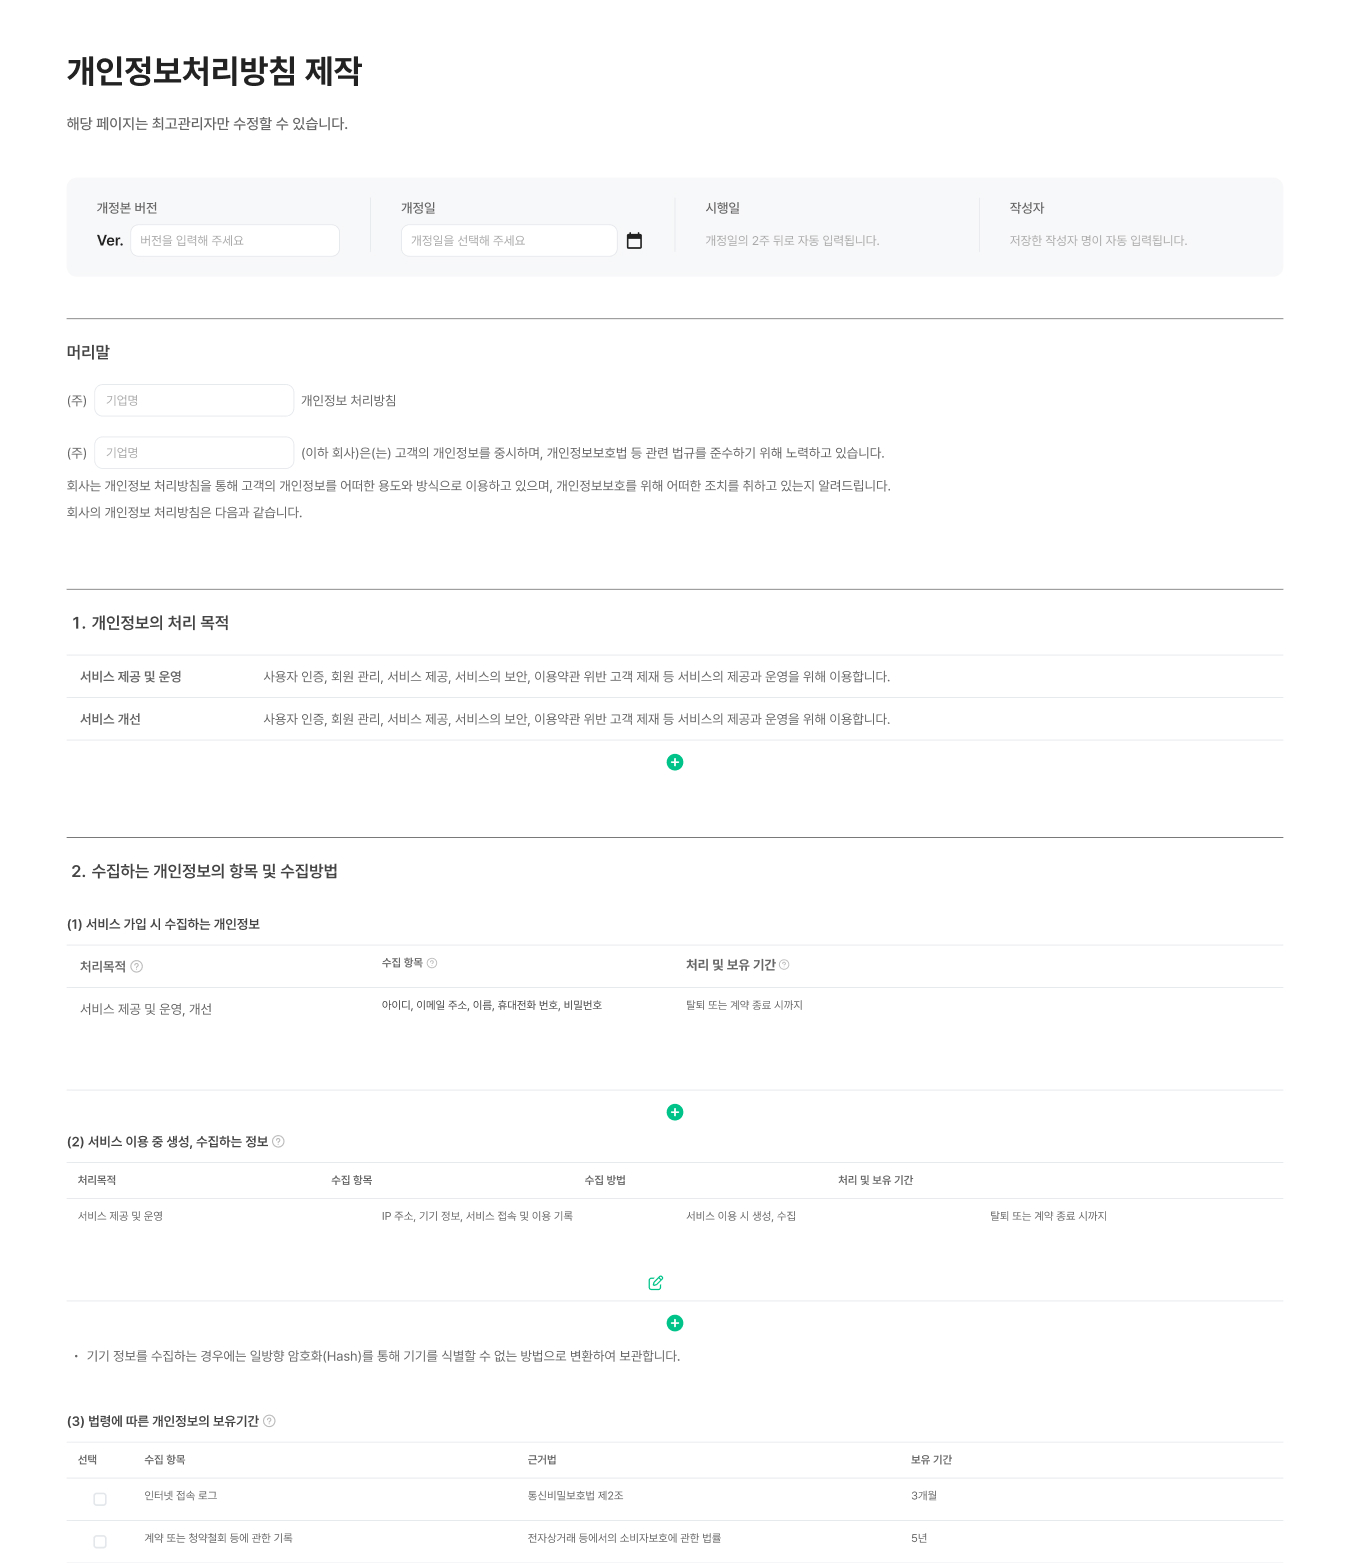 개인정보처리방침 제작
해당 페이지는 최고관리자만 수정할 수 있습니다.
개정본 버전 개정일 시행일 작성자
Ver. 버전을 입력해 주세요 개정일을 선택해 주세요 개정일의 2주 뒤로 자동 입력됩니다. 저장한 작성자 명이 자동 입력됩니다.
머리말
(주) 기업명 개인정보 처리방침
(주) 기업명 (이하 회사)은(는) 고객의 개인정보를 중시하며, 개인정보보호법 등 관련 법규를 준수하기 위해 노력하고 있습니다.
회사는 개인정보 처리방침을 통해 고객의 개인정보를 어떠한 용도와 방식으로 이용하고 있으며, 개인정보보호를 위해 어떠한 조치를 취하고 있는지 알려드립니다.
회사의 개인정보 처리방침은 다음과 같습니다.
1. 개인정보의 처리 목적
서비스 제공 및 운영 사용자 인증, 회원 관리, 서비스 제공, 서비스의 보안, 이용약관 위반 고객 제재 등 서비스의 제공과 운영을 위해 이용합니다.
서비스 개선 사용자 인증, 회원 관리, 서비스 제공, 서비스의 보안, 이용약관 위반 고객 제재 등 서비스의 제공과 운영을 위해 이용합니다.
2. 수집하는 개인정보의 항목 및 수집방법
(1) 서비스 가입 시 수집하는 개인정보
처리목적 수집 항목 처리 및 보유 기간
서비스 제공 및 운영, 개선 아이디, 이메일 주소, 이름, 휴대전화 번호, 비밀번호 탈퇴 또는 계약 종료 시까지
(2) 서비스 이용 중 생성, 수집하는 정보
처리목적 수집 항목 수집 방법 처리 및 보유 기간
서비스 제공 및 운영 IP 주소, 기기 정보, 서비스 접속 및 이용 기록 서비스 이용 시 생성, 수집 탈퇴 또는 계약 종료 시까지
• 기기 정보를 수집하는 경우에는 일방향 암호화(Hash)를 통해 기기를 식별할 수 없는 방법으로 변환하여 보관합니다.
(3) 법령에 따른 개인정보의 보유기간
선택 수집 항목 근거법 보유 기간
인터넷 접속 로그 통신비밀보호법 제2조 3개월
계약 또는 청약철회 등에 관한 기록 전자상거래 등에서의 소비자보호에 관한 법률 5년